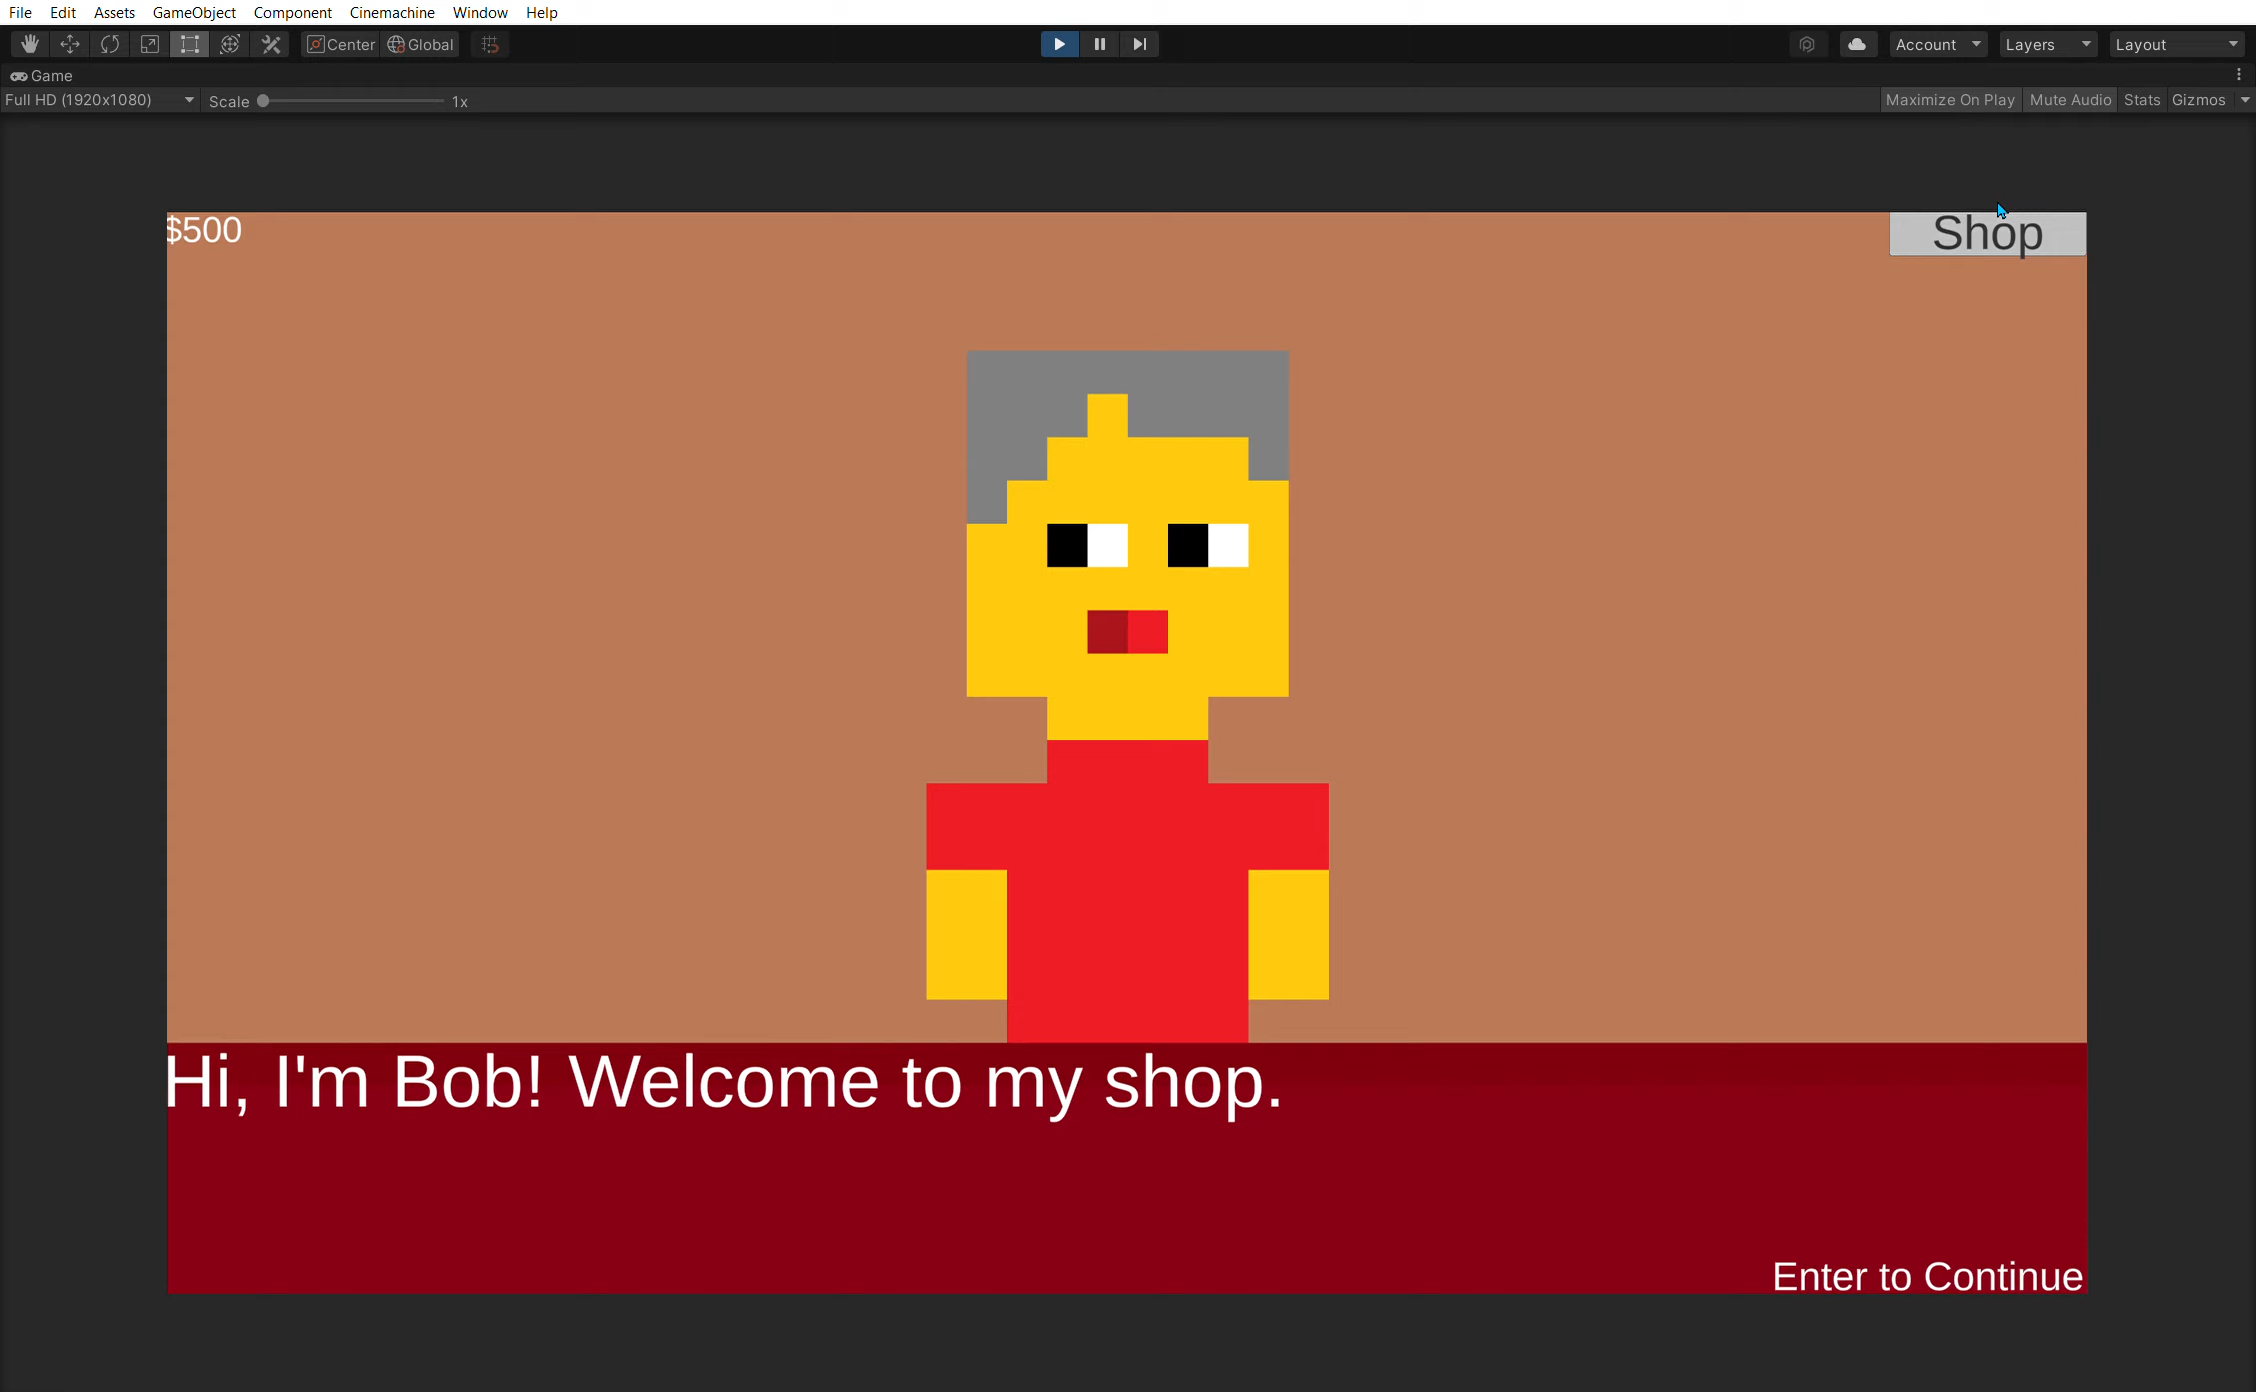 File Edit Assets GameObject Component Cinemachine Window Help
Center Global Account Layers Layout
Game
Full HD (1920x1080) Scale 1x Maximize On Play Mute Audio Stats Gizmos
$500 Shop
Hi, I'm Bob! Welcome to my shop.
Enter to Continue